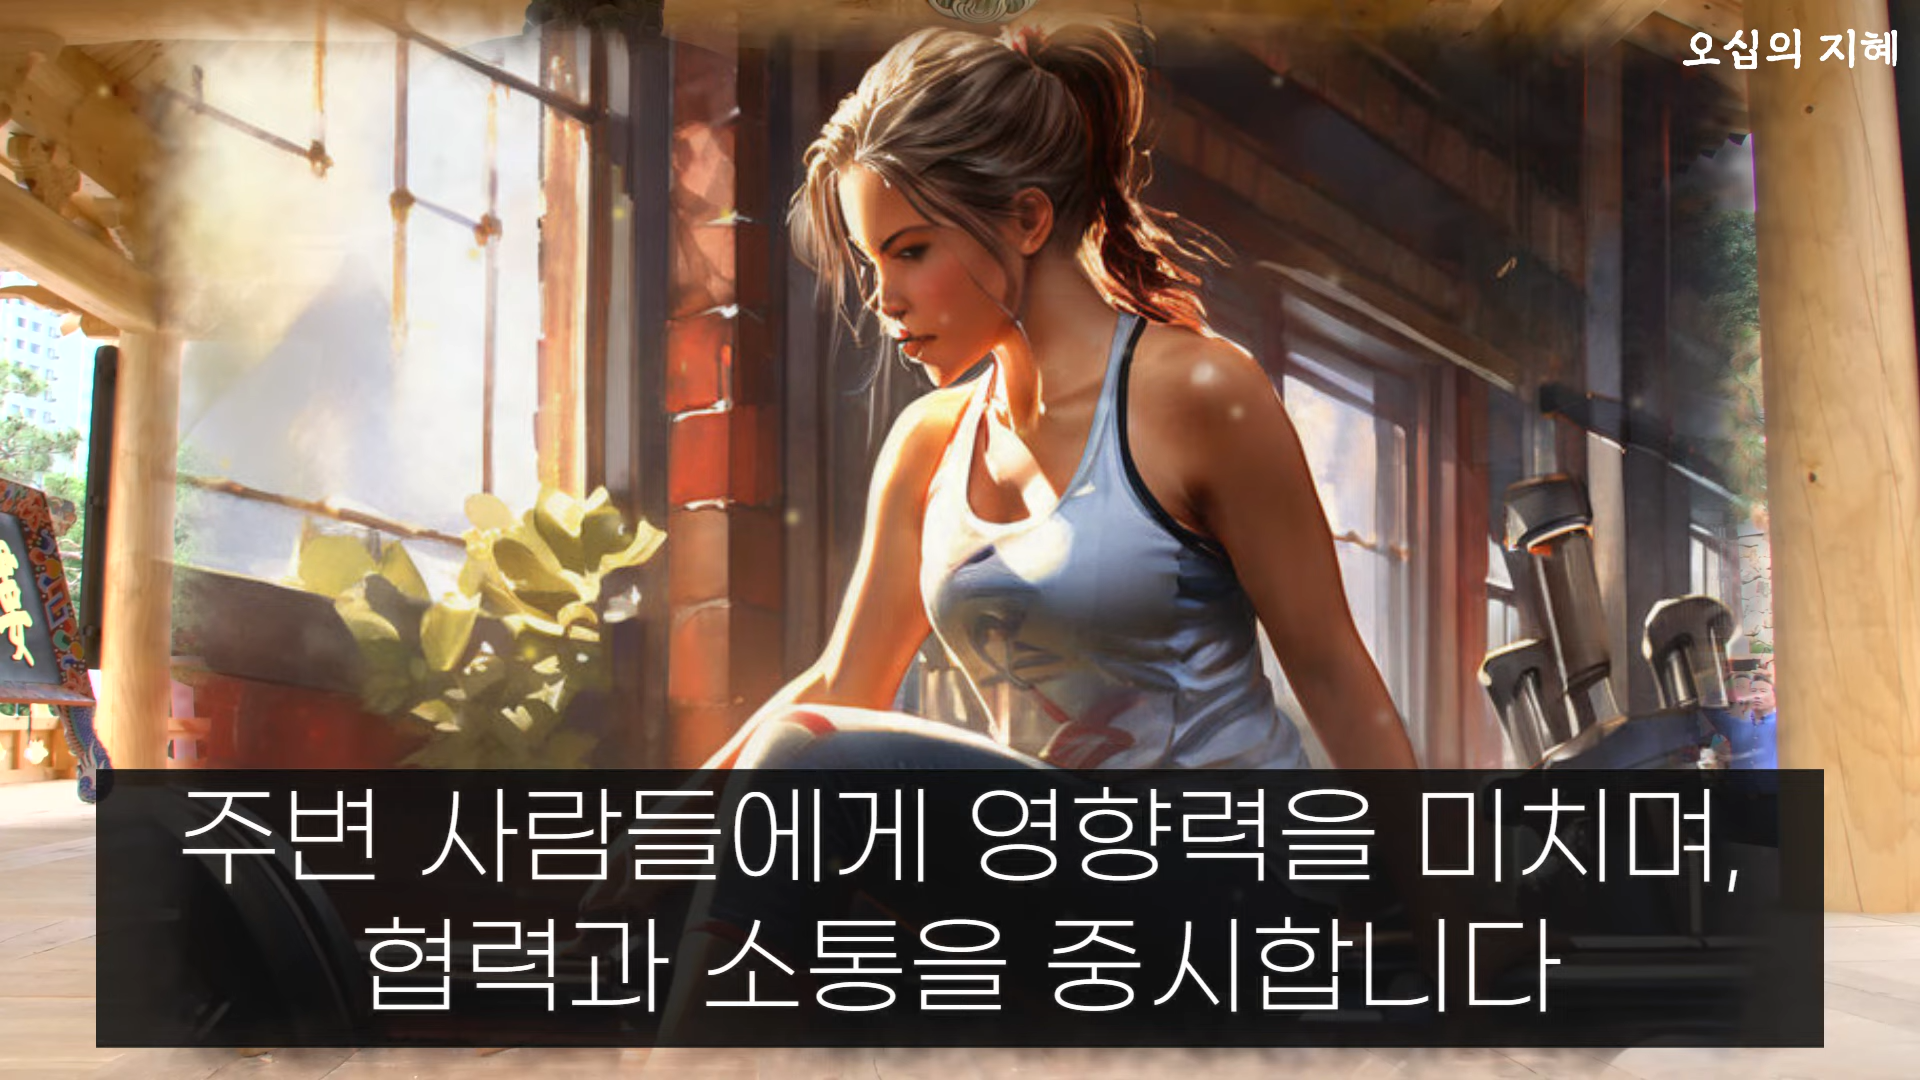 오십의 지혜
주변 사람들에게 영향력을 미치며,
협력과 소통을 중시합니다